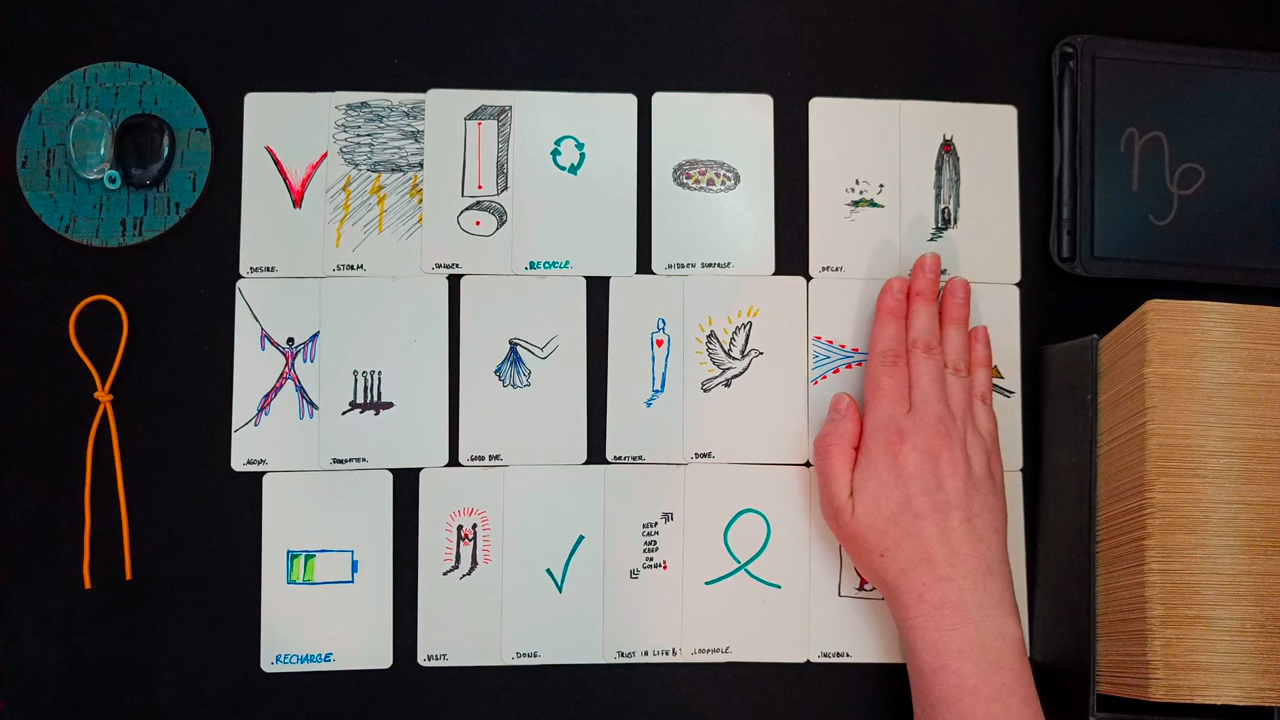 .DESIRE.
.STORM.
.DANGER.
.RECYCLE.
.HIDDEN SURPRISE.
.DECAY.
.AGONY.
.FORGOTTEN.
.GOOD BYE.
.BROTHER.
.DOVE.
.RECHARGE.
.VISIT.
.DONE.
KEEP
CALM
AND
KEEP
ON
GOING!
.TRUST IN LIFE &
.LOOPHOLE.
.INCUBUS.